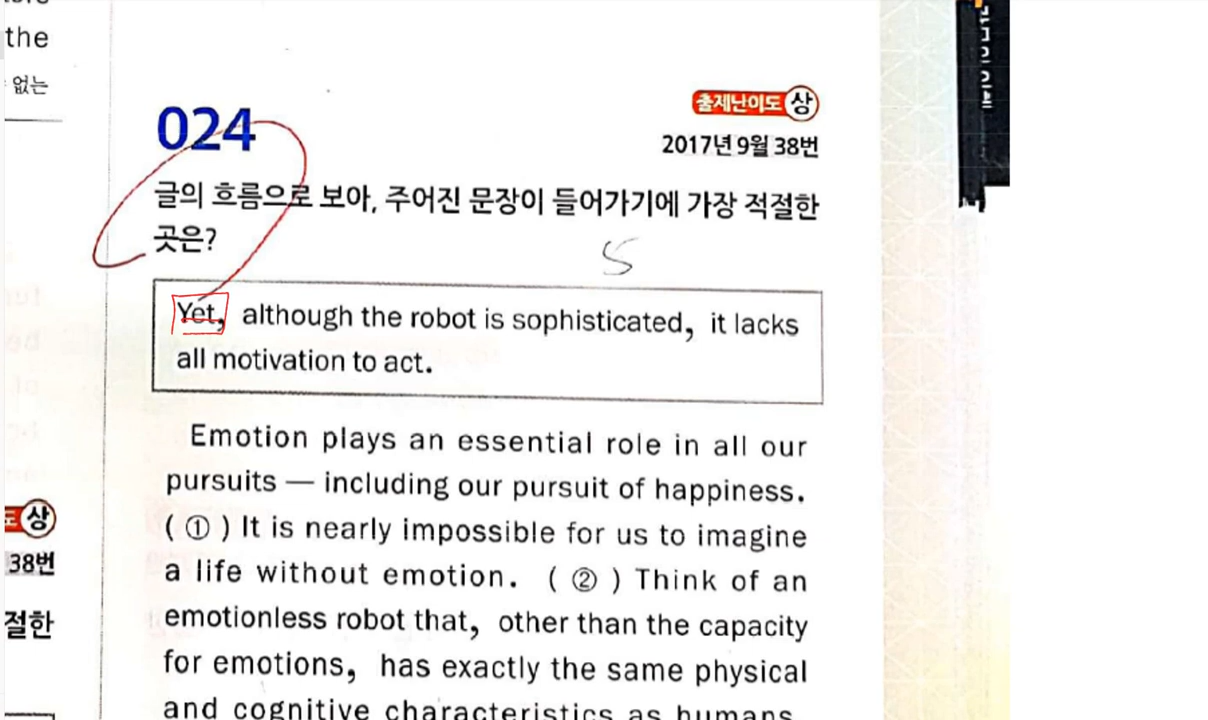 the
없는
024
출제난이도 상
2017년 9월 38번
글의 흐름으로 보아, 주어진 문장이 들어가기에 가장 적절한
곳은?
5
Yet, although the robot is sophisticated, it lacks
all motivation to act.
Emotion plays an essential role in all our
pursuits — including our pursuit of happiness.
( ① ) It is nearly impossible for us to imagine
a life without emotion. ( ② ) Think of an
emotionless robot that, other than the capacity
for emotions, has exactly the same physical
and cognitive characteristics as humans.
도 상
38번
절한